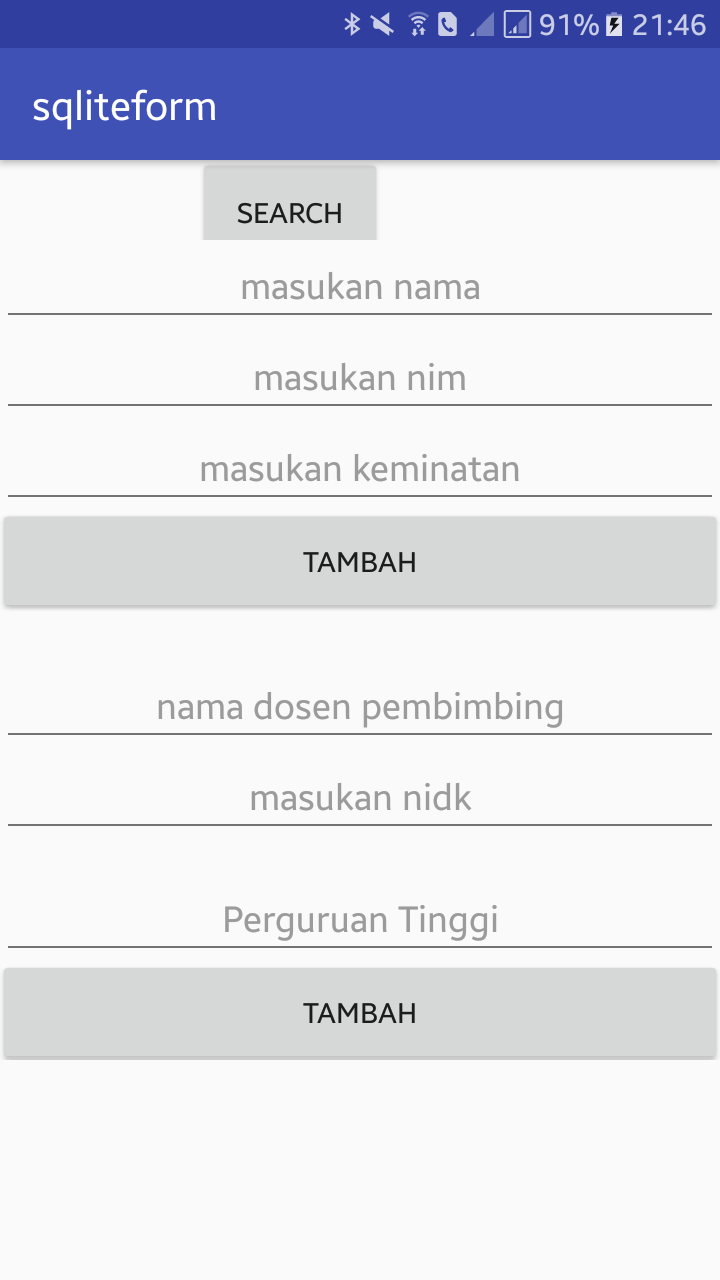 91% 21:46
sqliteform
SEARCH
masukan nama
masukan nim
masukan keminatan
TAMBAH
nama dosen pembimbing
masukan nidk
Perguruan Tinggi
TAMBAH